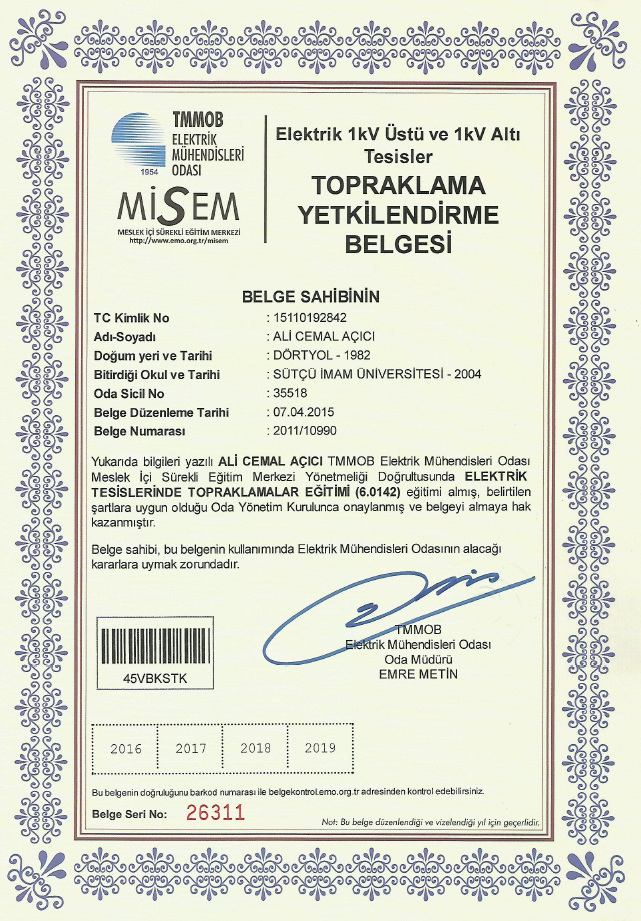 TMMOB
ELEKTRİK
MÜHENDİSLERİ
ODASI
1954
MİSEM
MESLEK İÇİ SÜREKLİ EĞİTİM MERKEZİ
http://www.emo.org.tr/misem
Elektrik 1kV Üstü ve 1kV Altı
Tesisler
TOPRAKLAMA
YETKİLENDİRME
BELGESİ
BELGE SAHİBİNİN
TC Kimlik No : 15110192842
Adı-Soyadı : ALİ CEMAL AÇICI
Doğum yeri ve Tarihi : DÖRTYOL - 1982
Bitirdiği Okul ve Tarihi : SÜTÇÜ İMAM ÜNİVERSİTESİ - 2004
Oda Sicil No : 35518
Belge Düzenleme Tarihi : 07.04.2015
Belge Numarası : 2011/10990
Yukarıda bilgileri yazılı ALİ CEMAL AÇICI TMMOB Elektrik Mühendisleri Odası
Meslek İçi Sürekli Eğitim Merkezi Yönetmeliği Doğrultusunda ELEKTRİK
TESİSLERİNDE TOPRAKLAMALAR EĞİTİMİ (6.0142) eğitimi almış, belirtilen
şartlara uygun olduğu Oda Yönetim Kurulunca onaylanmış ve belgeyi almaya hak
kazanmıştır.
Belge sahibi, bu belgenin kullanımında Elektrik Mühendisleri Odasının alacağı
kararlara uymak zorundadır.
TMMOB
Elektrik Mühendisleri Odası
Oda Müdürü
EMRE METİN
45VBKSTK
2016 2017 2018 2019
Bu belgenin doğruluğunu barkod numarası ile belgekontrol.emo.org.tr adresinden kontrol edebilirsiniz.
Belge Seri No: 26311
Not: Bu belge düzenlendiği ve vizelendiği yıl için geçerlidir.